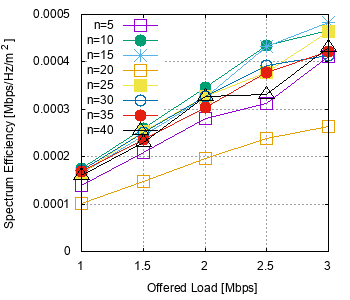 0.0005
0.0004
0.0003
0.0002
0.0001
0
Spectrum Efficiency [Mbps/Hz/m²]
n=5
n=10
n=15
n=20
n=25
n=30
n=35
n=40
1 1.5 2 2.5 3
Offered Load [Mbps]